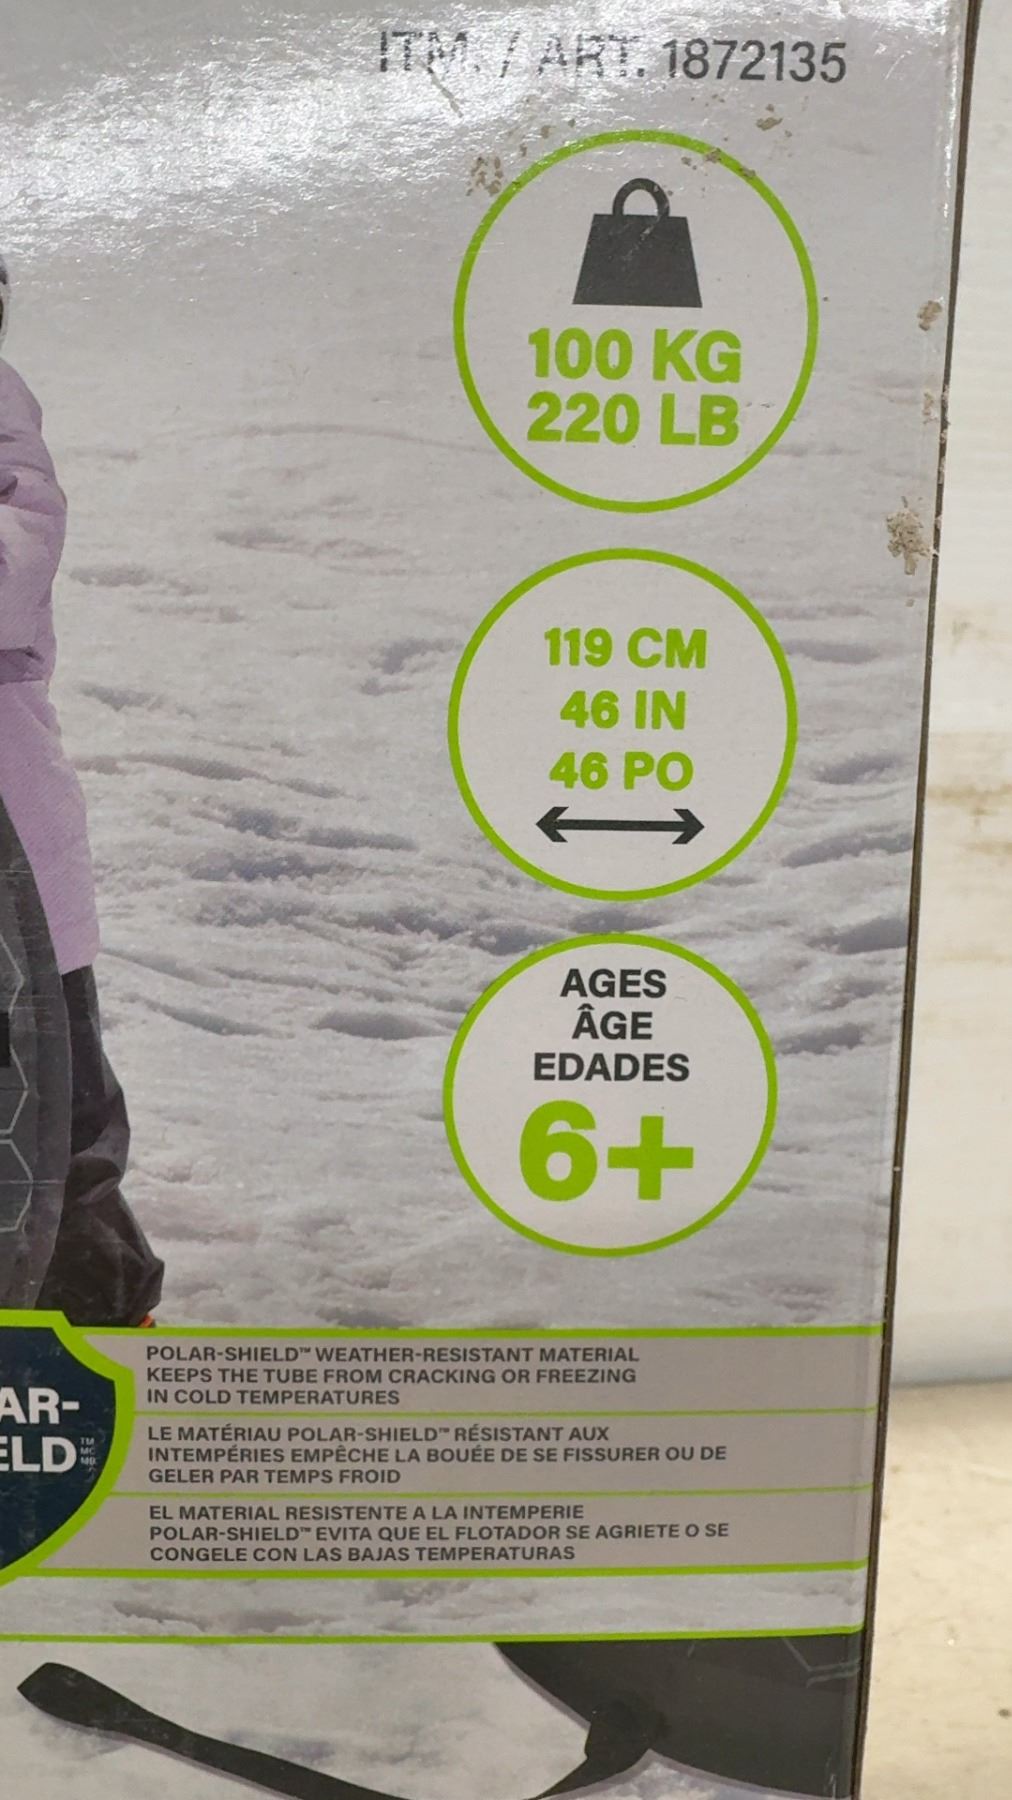 ITM. / ART. 1872135
100 KG
220 LB
119 CM
46 IN
46 PO
AGES
ÂGE
EDADES
6+
AR-
ELD™
MC
MD
POLAR-SHIELD™ WEATHER-RESISTANT MATERIAL
KEEPS THE TUBE FROM CRACKING OR FREEZING
IN COLD TEMPERATURES
LE MATÉRIAU POLAR-SHIELD™ RÉSISTANT AUX
INTEMPÉRIES EMPÊCHE LA BOUÉE DE SE FISSURER OU DE
GELER PAR TEMPS FROID
EL MATERIAL RESISTENTE A LA INTEMPERIE
POLAR-SHIELD™ EVITA QUE EL FLOTADOR SE AGRIETE O SE
CONGELE CON LAS BAJAS TEMPERATURAS